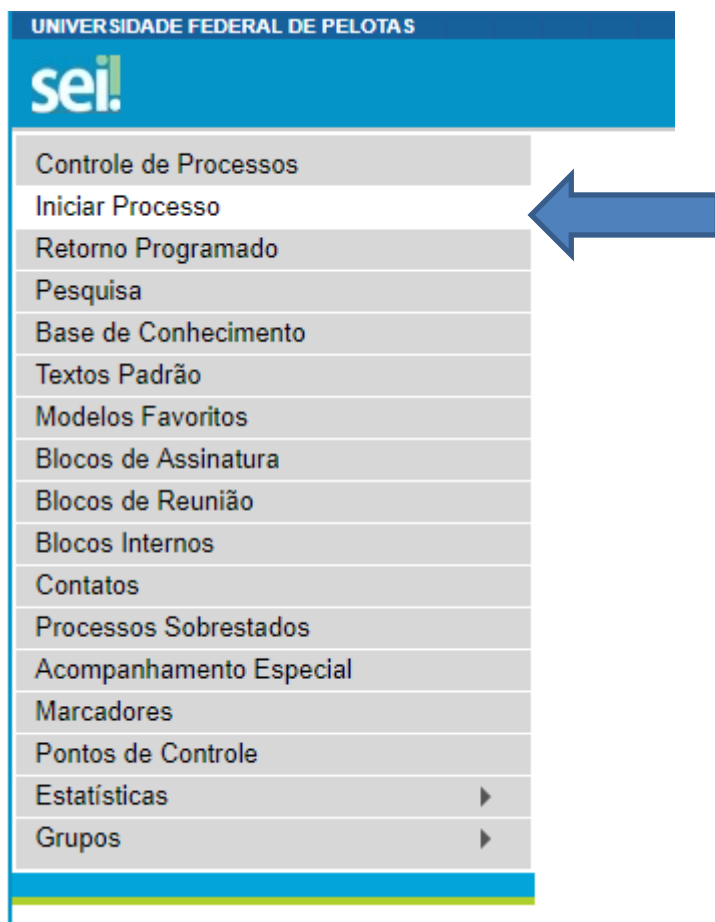 UNIVERSIDADE FEDERAL DE PELOTAS
sei!
Controle de Processos
Iniciar Processo
Retorno Programado
Pesquisa
Base de Conhecimento
Textos Padrão
Modelos Favoritos
Blocos de Assinatura
Blocos de Reunião
Blocos Internos
Contatos
Processos Sobrestados
Acompanhamento Especial
Marcadores
Pontos de Controle
Estatísticas
Grupos